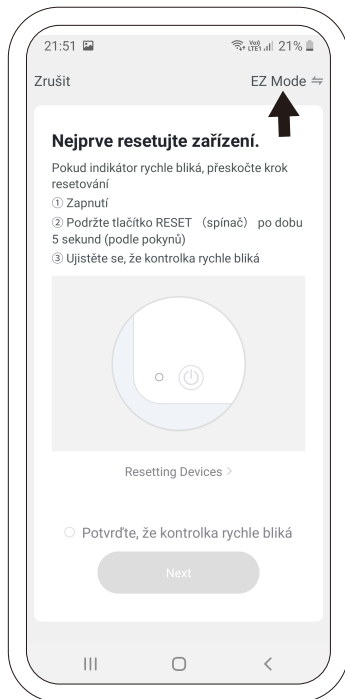 21:51 21%
Zrušit EZ Mode ⇋
Nejprve resetujte zařízení.
Pokud indikátor rychle bliká, přeskočte krok
resetování
① Zapnutí
② Podržte tlačítko RESET （spínač） po dobu
5 sekund (podle pokynů)
③ Ujistěte se, že kontrolka rychle bliká
Resetting Devices >
Potvrďte, že kontrolka rychle bliká
Next